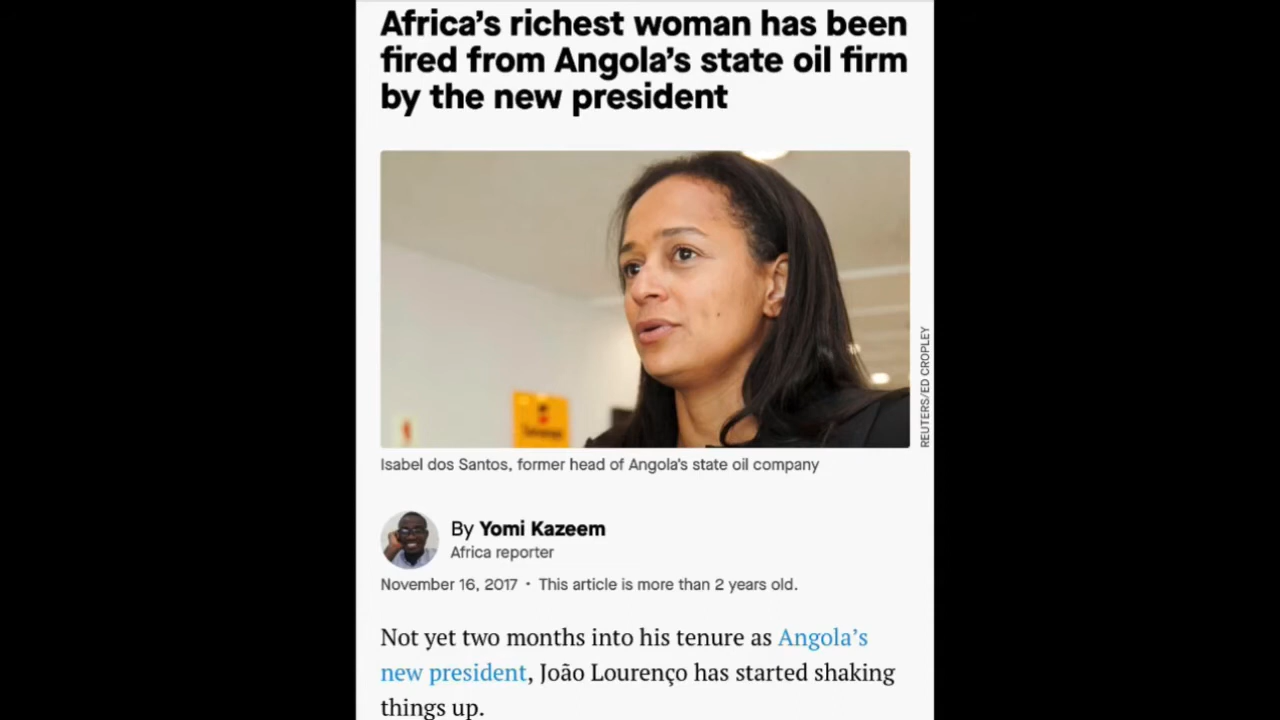 Africa’s richest woman has been
fired from Angola’s state oil firm
by the new president
REUTERS/ED CROPLEY
Isabel dos Santos, former head of Angola’s state oil company
By Yomi Kazeem
Africa reporter
November 16, 2017 • This article is more than 2 years old.
Not yet two months into his tenure as Angola’s
new president, João Lourenço has started shaking
things up.